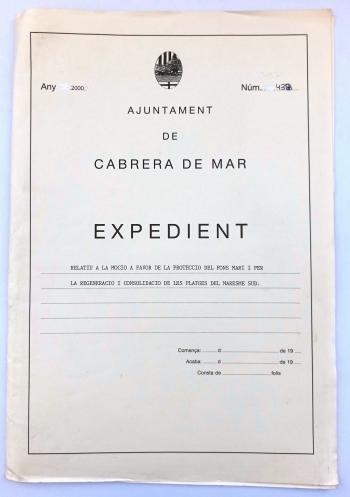 Any 2000
Núm. 43
AJUNTAMENT
DE
CABRERA DE MAR
EXPEDIENT
RELATIU A LA MOCIO A FAVOR DE LA PROTECCIO DEL FONS MARI I PER
LA REGENERACIO I CONSOLIDACIO DE LES PLATGES DEL MARESME SUD.
Comença: ........ d ........................ de 19 .....
Acaba: ........ d ........................ de 19 .....
Consta de ........................ folis